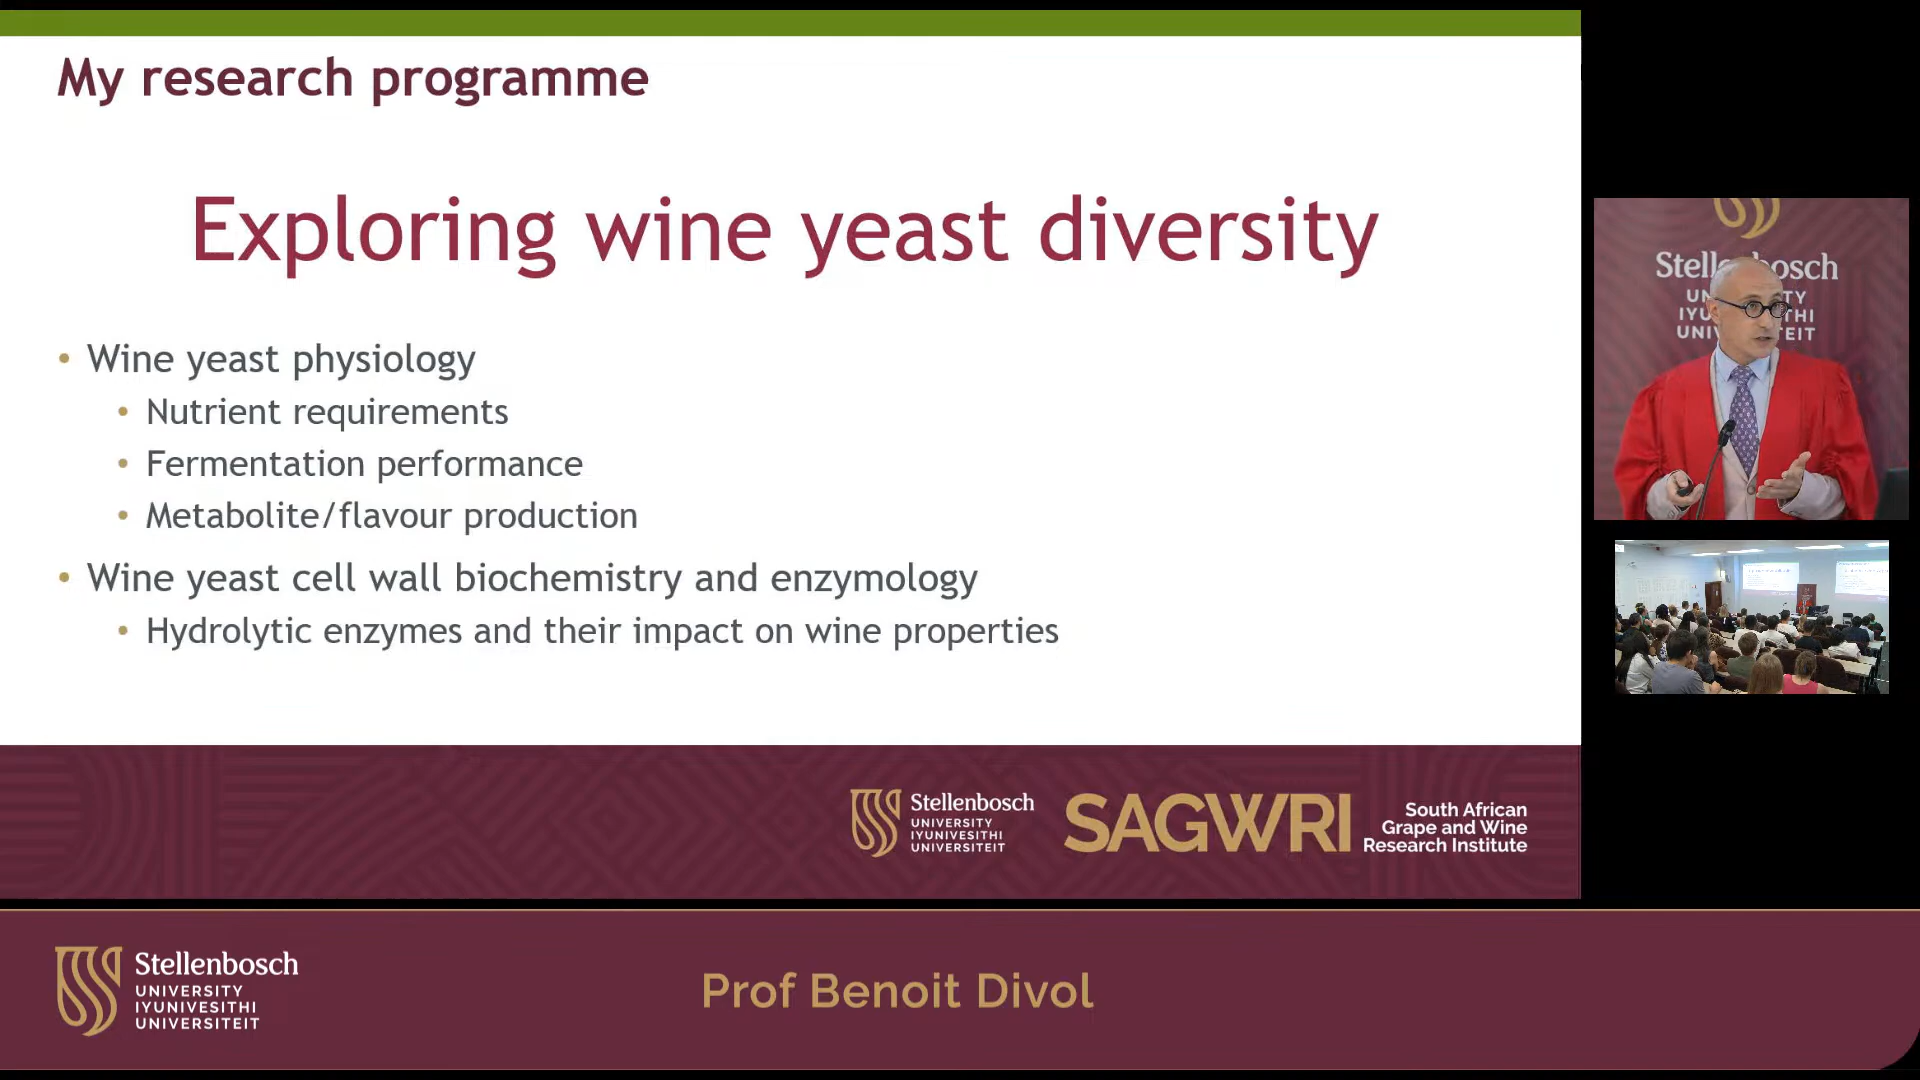 My research programme
Exploring wine yeast diversity
• Wine yeast physiology
• Nutrient requirements
• Fermentation performance
• Metabolite/flavour production
• Wine yeast cell wall biochemistry and enzymology
• Hydrolytic enzymes and their impact on wine properties
Stellenbosch
UNIVERSITY
IYUNIVESITHI
UNIVERSITEIT
SAGWRI
South African
Grape and Wine
Research Institute
Stellenbosch
UNIVERSITY
IYUNIVESITHI
UNIVERSITEIT
Prof Benoit Divol